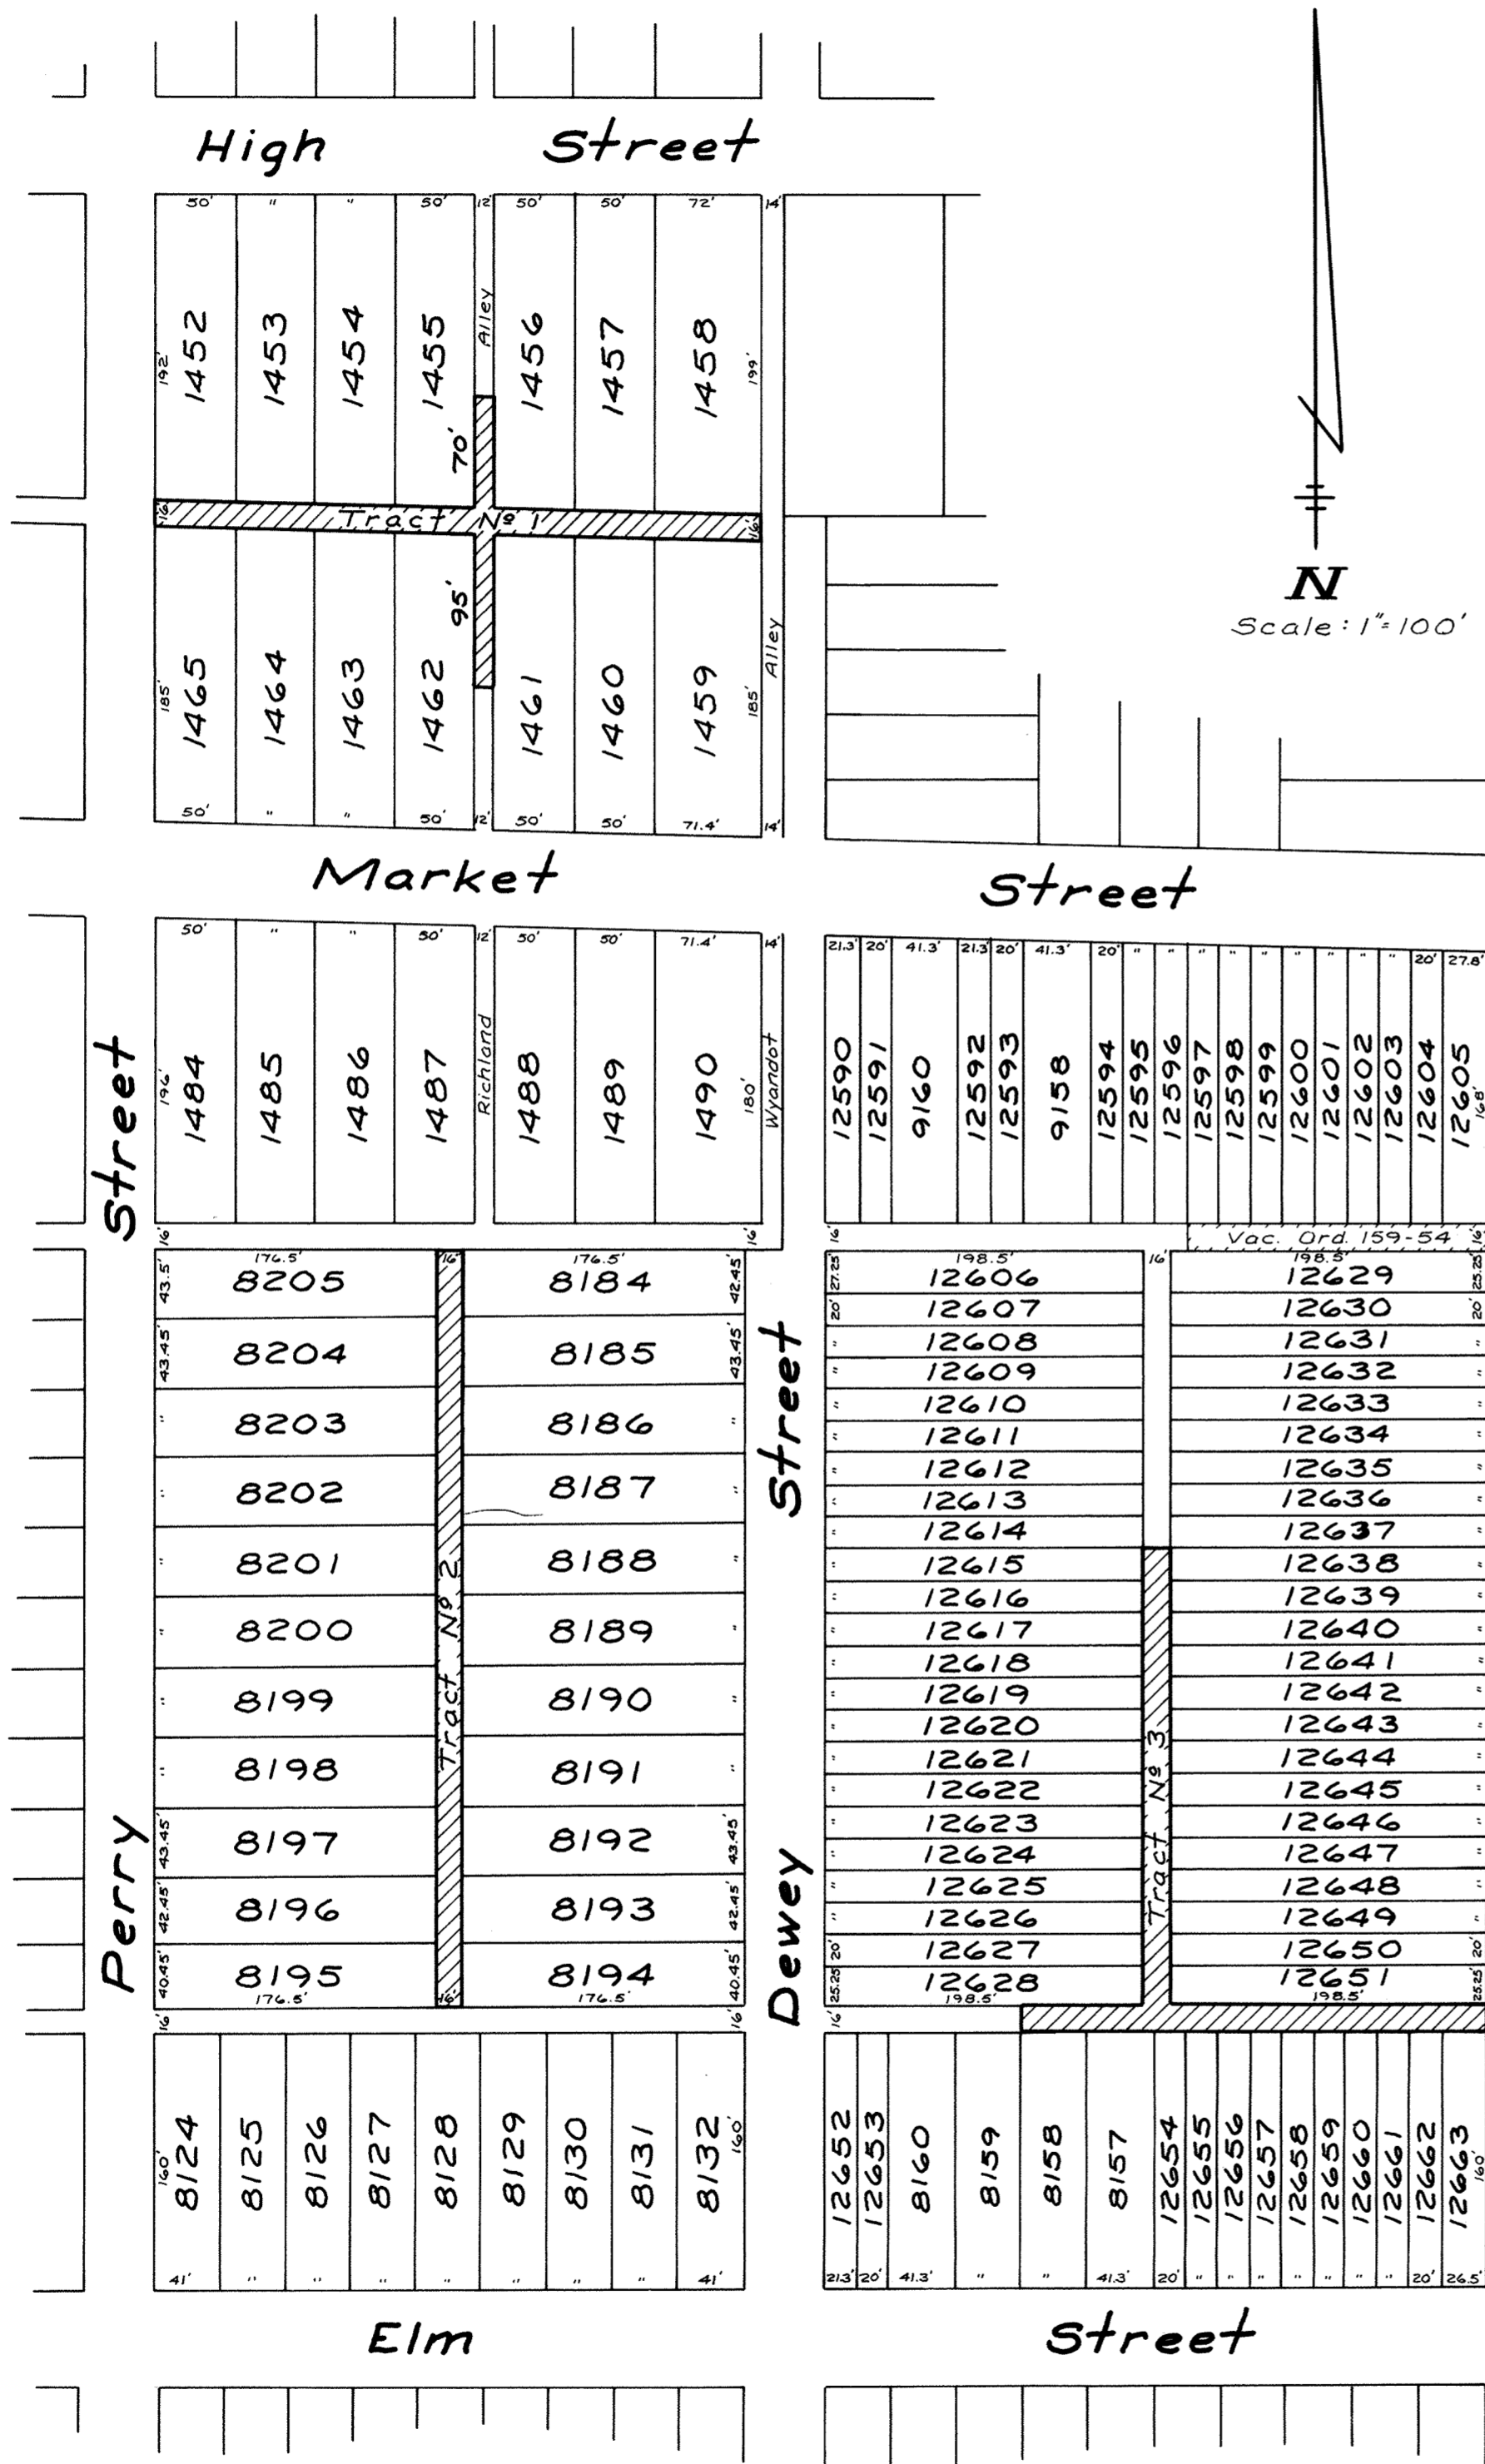 High Street
50' " " 50' 12' 50' 50' 72' 14'
192' 1452 1453 1454 1455 Alley 1456 1457 1458 199'
70'
16' Tract Nº 1 16'
95'
185' 1465 1464 1463 1462 1461 1460 1459 185' Alley
50' " " 50' 12' 50' 50' 71.4' 14'
N
Scale: 1"=100'
Market Street
50' " " 50' 12' 50' 50' 71.4' 14'
196' 1484 1485 1486 1487 Richland 1488 1489 1490 180' Wyandot
16' 16'
21.3' 20' 41.3' 21.3' 20' 41.3' 20' " " " " " " " " " 20' 27.8'
12590 12591 9160 12592 12593 9158 12594 12595 12596 12597 12598 12599 12600 12601 12602 12603 12604 12605 168'
16' Vac. Ord. 159-54 16'
Perry Street
176.5' 16' 176.5'
43.5' 8205 8184 42.45'
43.45' 8204 8185 43.45'
" 8203 8186 "
" 8202 8187 "
" 8201 8188 "
" 8200 8189 "
" 8199 8190 "
" 8198 8191 "
43.45' 8197 8192 43.45'
42.45' 8196 8193 42.45'
40.45' 8195 8194 40.45'
176.5' 16' 176.5'
Tract Nº 2
16' 16'
Dewey Street
198.5' 16' 198.5'
27.25' 12606 12629 25.25'
20' 12607 12630 20'
" 12608 12631 "
" 12609 12632 "
" 12610 12633 "
" 12611 12634 "
" 12612 12635 "
" 12613 12636 "
" 12614 12637 "
" 12615 12638 "
" 12616 12639 "
" 12617 12640 "
" 12618 12641 "
" 12619 12642 "
" 12620 12643 "
" 12621 12644 "
" 12622 12645 "
" 12623 12646 "
" 12624 12647 "
" 12625 12648 "
" 12626 12649 "
20' 12627 12650 20'
25.25' 12628 12651 25.25'
198.5' 198.5'
Tract Nº 3
16'
160' 8124 8125 8126 8127 8128 8129 8130 8131 8132 160'
41' " " " " " " " 41'
12652 12653 8160 8159 8158 8157 12654 12655 12656 12657 12658 12659 12660 12661 12662 12663 160'
21.3' 20' 41.3' " " 41.3' 20' " " " " " " " 20' 26.5'
Elm Street